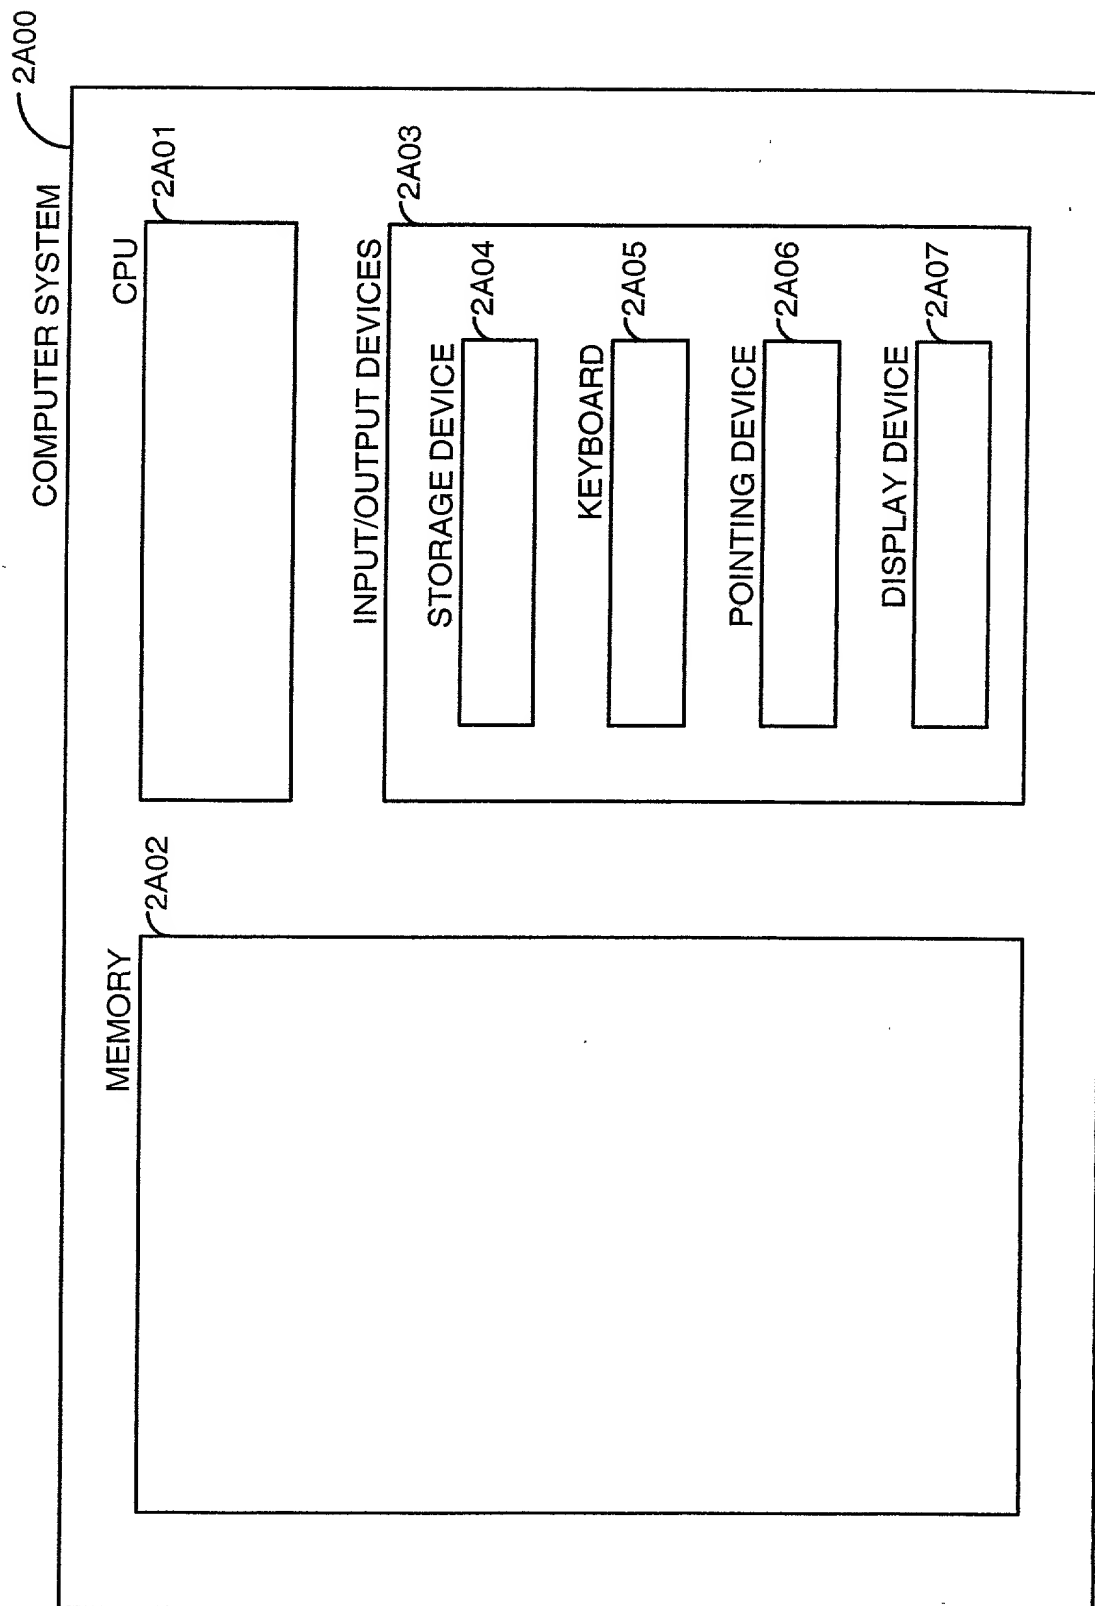 2A00
COMPUTER SYSTEM
MEMORY
2A02
CPU
2A01
INPUT/OUTPUT DEVICES
2A03
STORAGE DEVICE
2A04
KEYBOARD
2A05
POINTING DEVICE
2A06
DISPLAY DEVICE
2A07